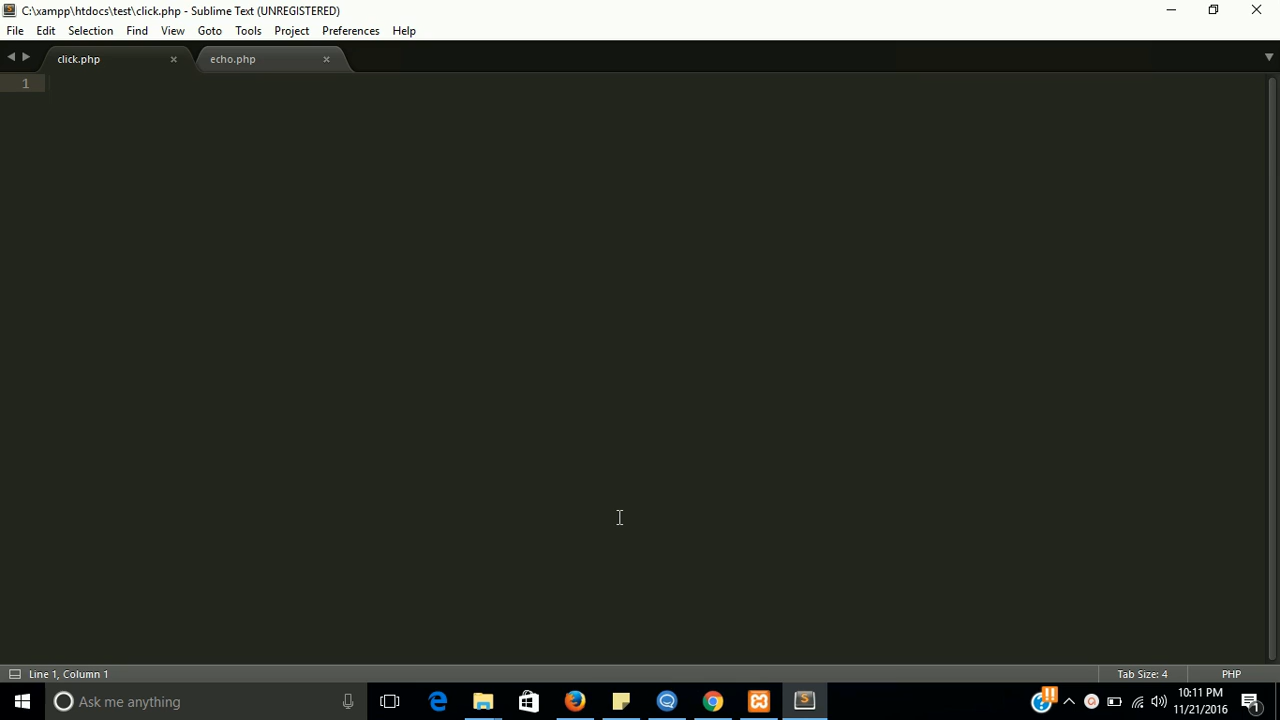 C:\xampp\htdocs\test\click.php - Sublime Text (UNREGISTERED)
File Edit Selection Find View Goto Tools Project Preferences Help
click.php × echo.php ×
1
Line 1, Column 1 Tab Size: 4 PHP
Ask me anything
10:11 PM
11/21/2016
1